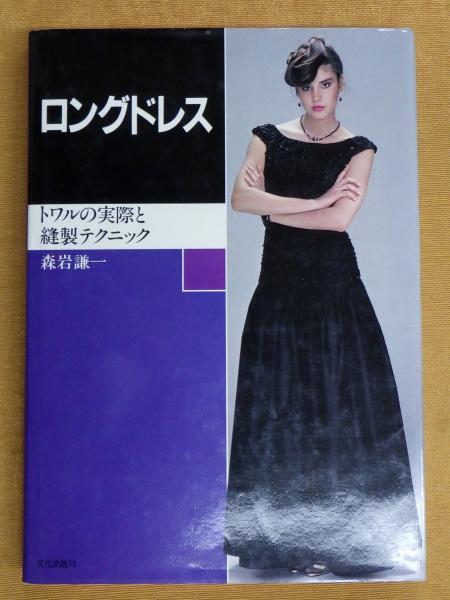 ロングドレス
トワルの実際と
縫製テクニック
森岩謙一
文化出版局